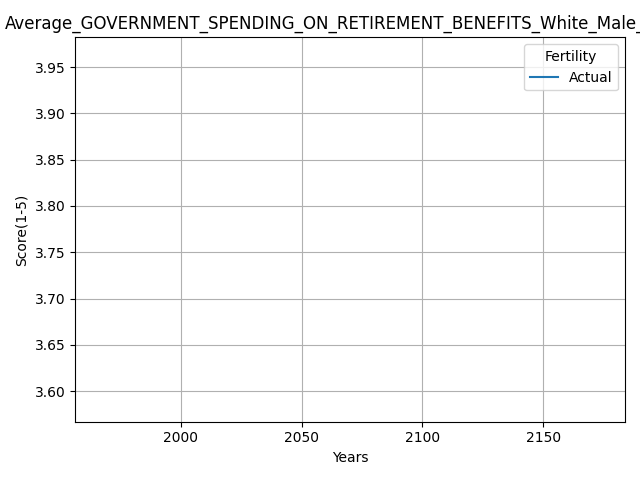 Average_GOVERNMENT_SPENDING_ON_RETIREMENT_BENEFITS_White_Male_
Fertility
Actual
3.95
3.90
3.85
3.80
3.75
3.70
3.65
3.60
Score(1-5)
2000 2050 2100 2150
Years